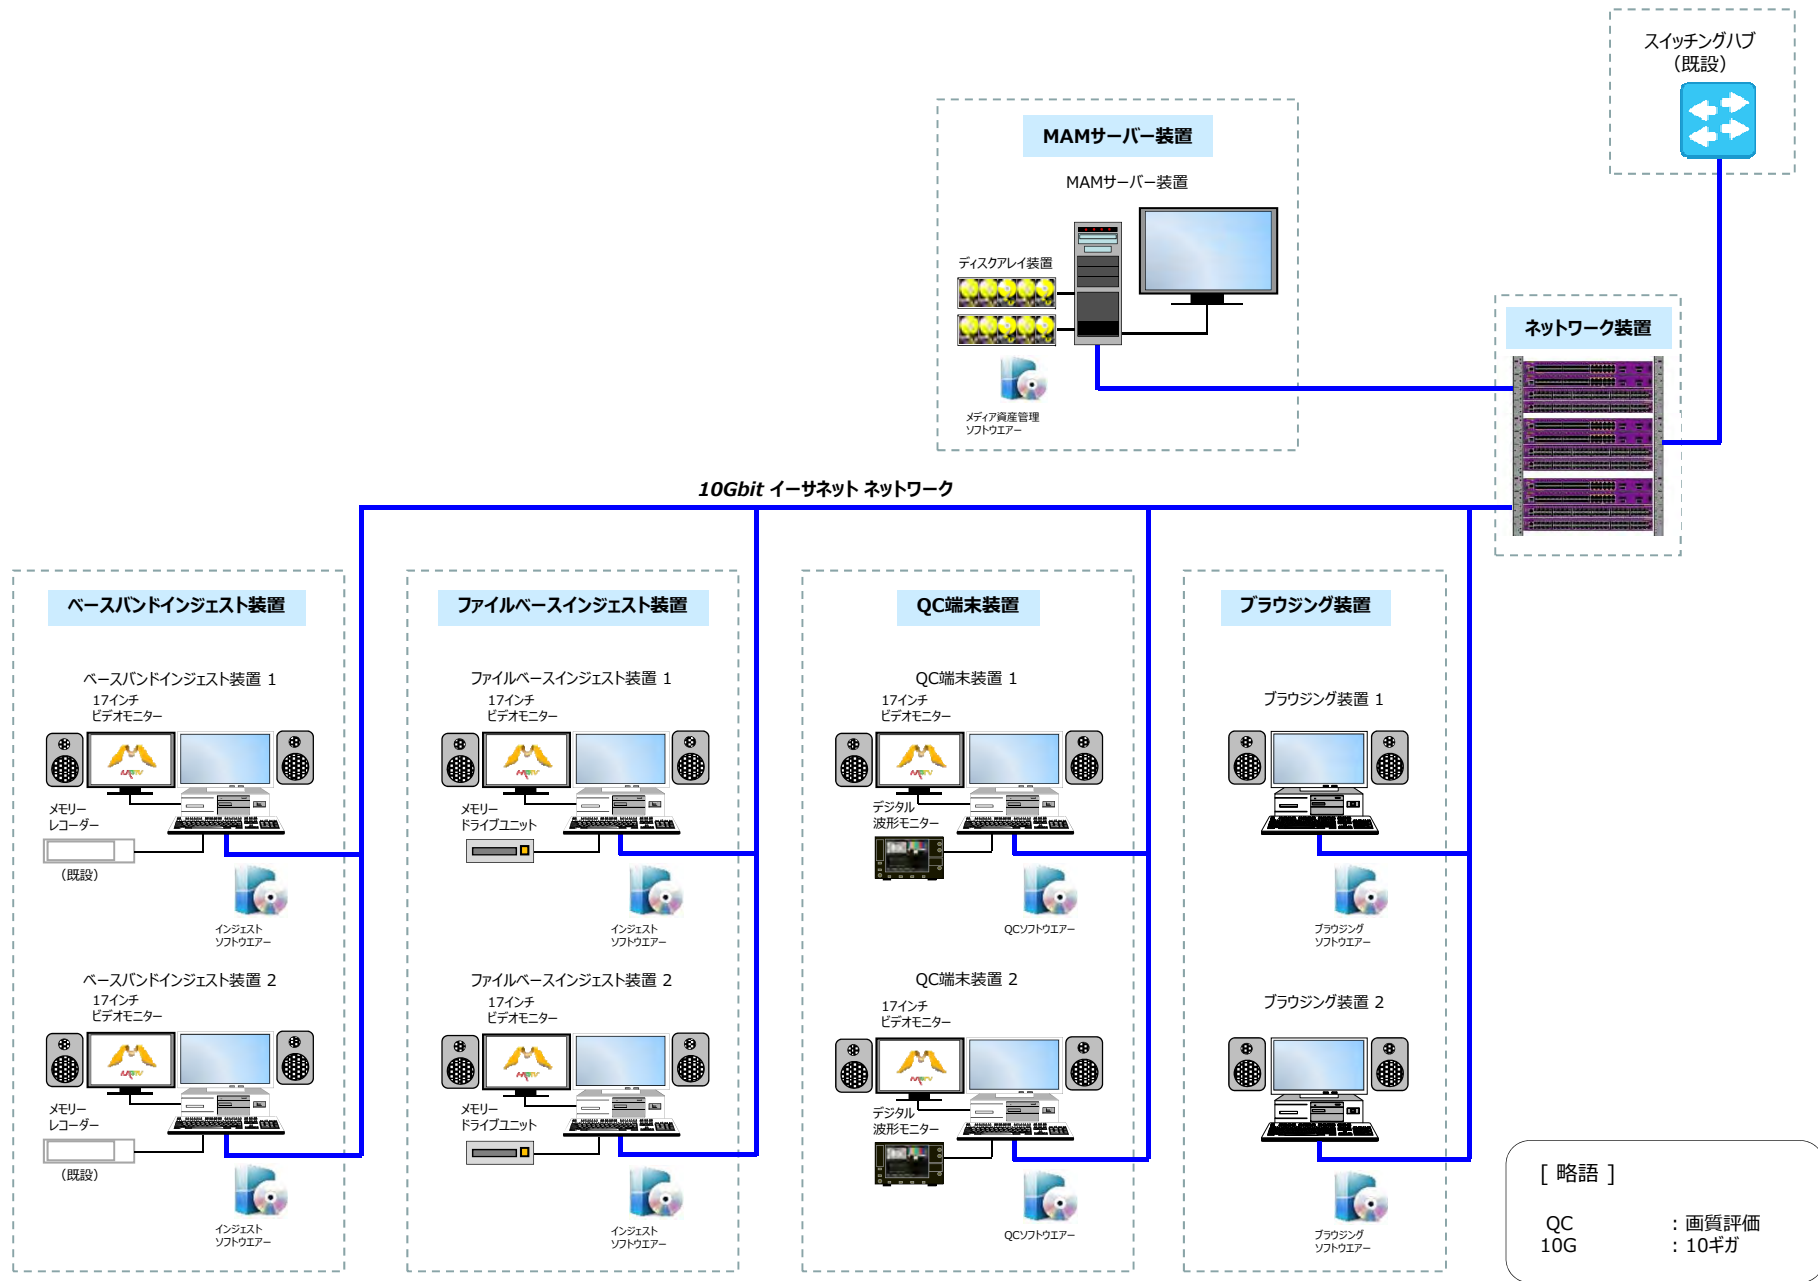 スイッチングハブ
（既設）
MAMサーバー装置
MAMサーバー装置
ディスクアレイ装置
メディア資産管理
ソフトウエアー
ネットワーク装置
10Gbit イーサネット ネットワーク
ベースバンドインジェスト装置
ベースバンドインジェスト装置 1
17インチ
ビデオモニター
メモリー
レコーダー
（既設）
インジェスト
ソフトウエアー
ベースバンドインジェスト装置 2
17インチ
ビデオモニター
メモリー
レコーダー
（既設）
インジェスト
ソフトウエアー
ファイルベースインジェスト装置
ファイルベースインジェスト装置 1
17インチ
ビデオモニター
メモリー
ドライブユニット
インジェスト
ソフトウエアー
ファイルベースインジェスト装置 2
17インチ
ビデオモニター
メモリー
ドライブユニット
インジェスト
ソフトウエアー
QC端末装置
QC端末装置 1
17インチ
ビデオモニター
デジタル
波形モニター
QCソフトウエアー
QC端末装置 2
17インチ
ビデオモニター
デジタル
波形モニター
QCソフトウエアー
ブラウジング装置
ブラウジング装置 1
ブラウジング
ソフトウエアー
ブラウジング装置 2
ブラウジング
ソフトウエアー
[ 略語 ]
QC : 画質評価
10G : 10ギガ